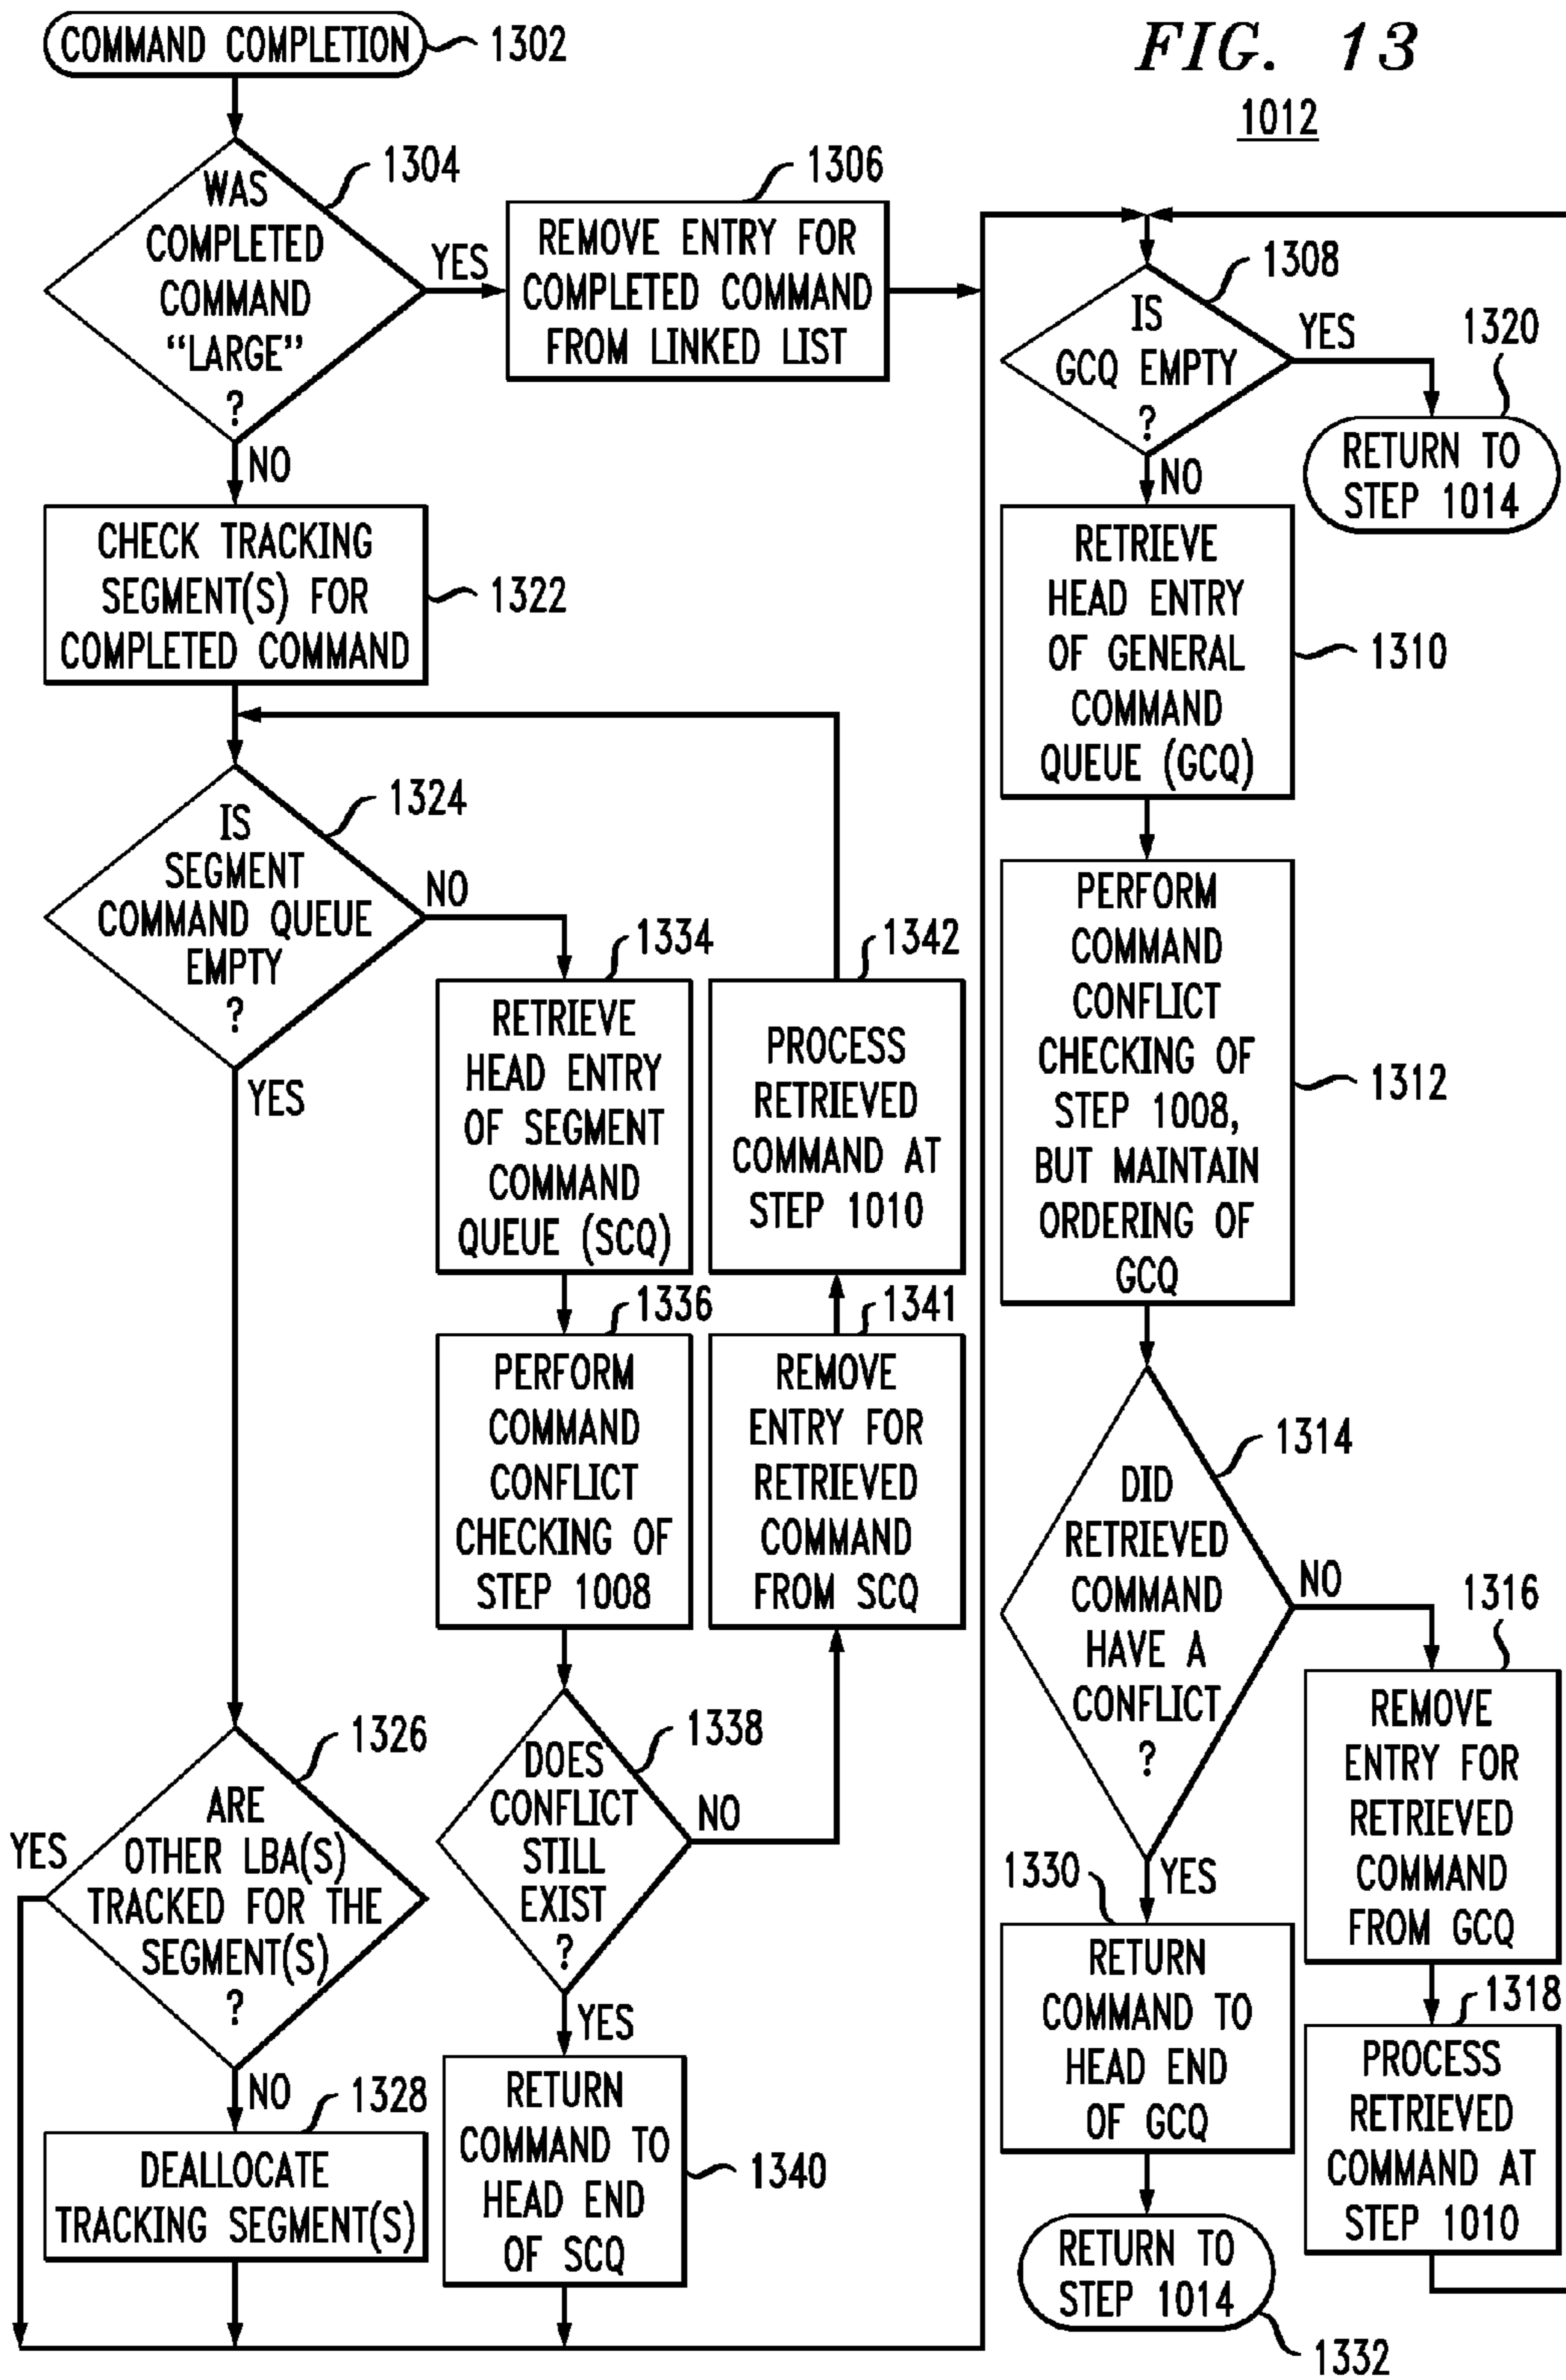 FIG. 13
1012
COMMAND COMPLETION
1302
WAS
COMPLETED
COMMAND
“LARGE”
?
1304
YES
NO
REMOVE ENTRY FOR
COMPLETED COMMAND
FROM LINKED LIST
1306
CHECK TRACKING
SEGMENT(S) FOR
COMPLETED COMMAND
1322
IS
SEGMENT
COMMAND QUEUE
EMPTY
?
1324
NO
YES
1334
RETRIEVE
HEAD ENTRY
OF SEGMENT
COMMAND
QUEUE (SCQ)
1336
PERFORM
COMMAND
CONFLICT
CHECKING OF
STEP 1008
DOES
CONFLICT
STILL
EXIST
?
1338
NO
YES
RETURN
COMMAND TO
HEAD END
OF SCQ
1340
1342
PROCESS
RETRIEVED
COMMAND AT
STEP 1010
1341
REMOVE
ENTRY FOR
RETRIEVED
COMMAND
FROM SCQ
ARE
OTHER LBA(S)
TRACKED FOR THE
SEGMENT(S)
?
1326
YES
NO
1328
DEALLOCATE
TRACKING SEGMENT(S)
IS
GCQ EMPTY
?
1308
YES
NO
1320
RETURN TO
STEP 1014
RETRIEVE
HEAD ENTRY
OF GENERAL
COMMAND
QUEUE (GCQ)
1310
PERFORM
COMMAND
CONFLICT
CHECKING OF
STEP 1008,
BUT MAINTAIN
ORDERING OF
GCQ
1312
DID
RETRIEVED
COMMAND
HAVE A
CONFLICT
?
1314
NO
YES
1316
REMOVE
ENTRY FOR
RETRIEVED
COMMAND
FROM GCQ
1318
PROCESS
RETRIEVED
COMMAND AT
STEP 1010
1330
RETURN
COMMAND TO
HEAD END
OF GCQ
RETURN TO
STEP 1014
1332